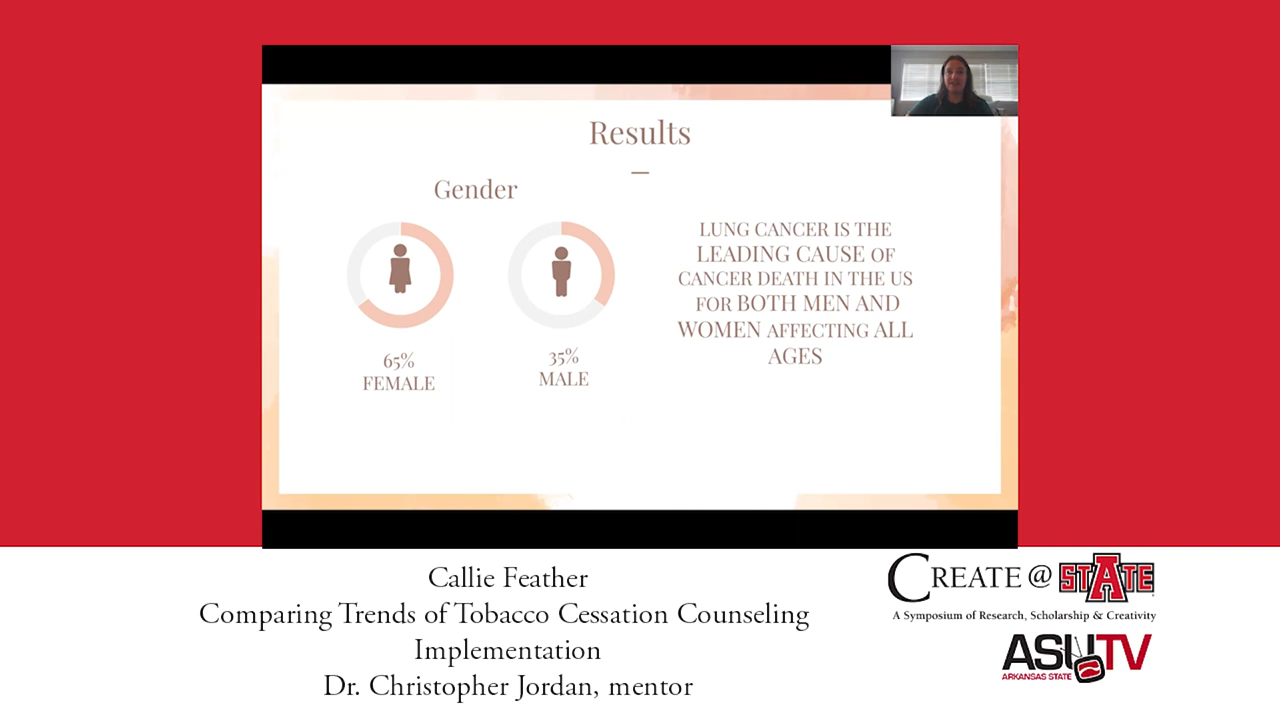 Results
Gender
65%
FEMALE
35%
MALE
LUNG CANCER IS THE
LEADING CAUSE OF
CANCER DEATH IN THE US
FOR BOTH MEN AND
WOMEN AFFECTING ALL
AGES
Callie Feather
Comparing Trends of Tobacco Cessation Counseling
Implementation
Dr. Christopher Jordan, mentor
CREATE @ STATE
A Symposium of Research, Scholarship & Creativity
ASUTV
ARKANSAS STATE